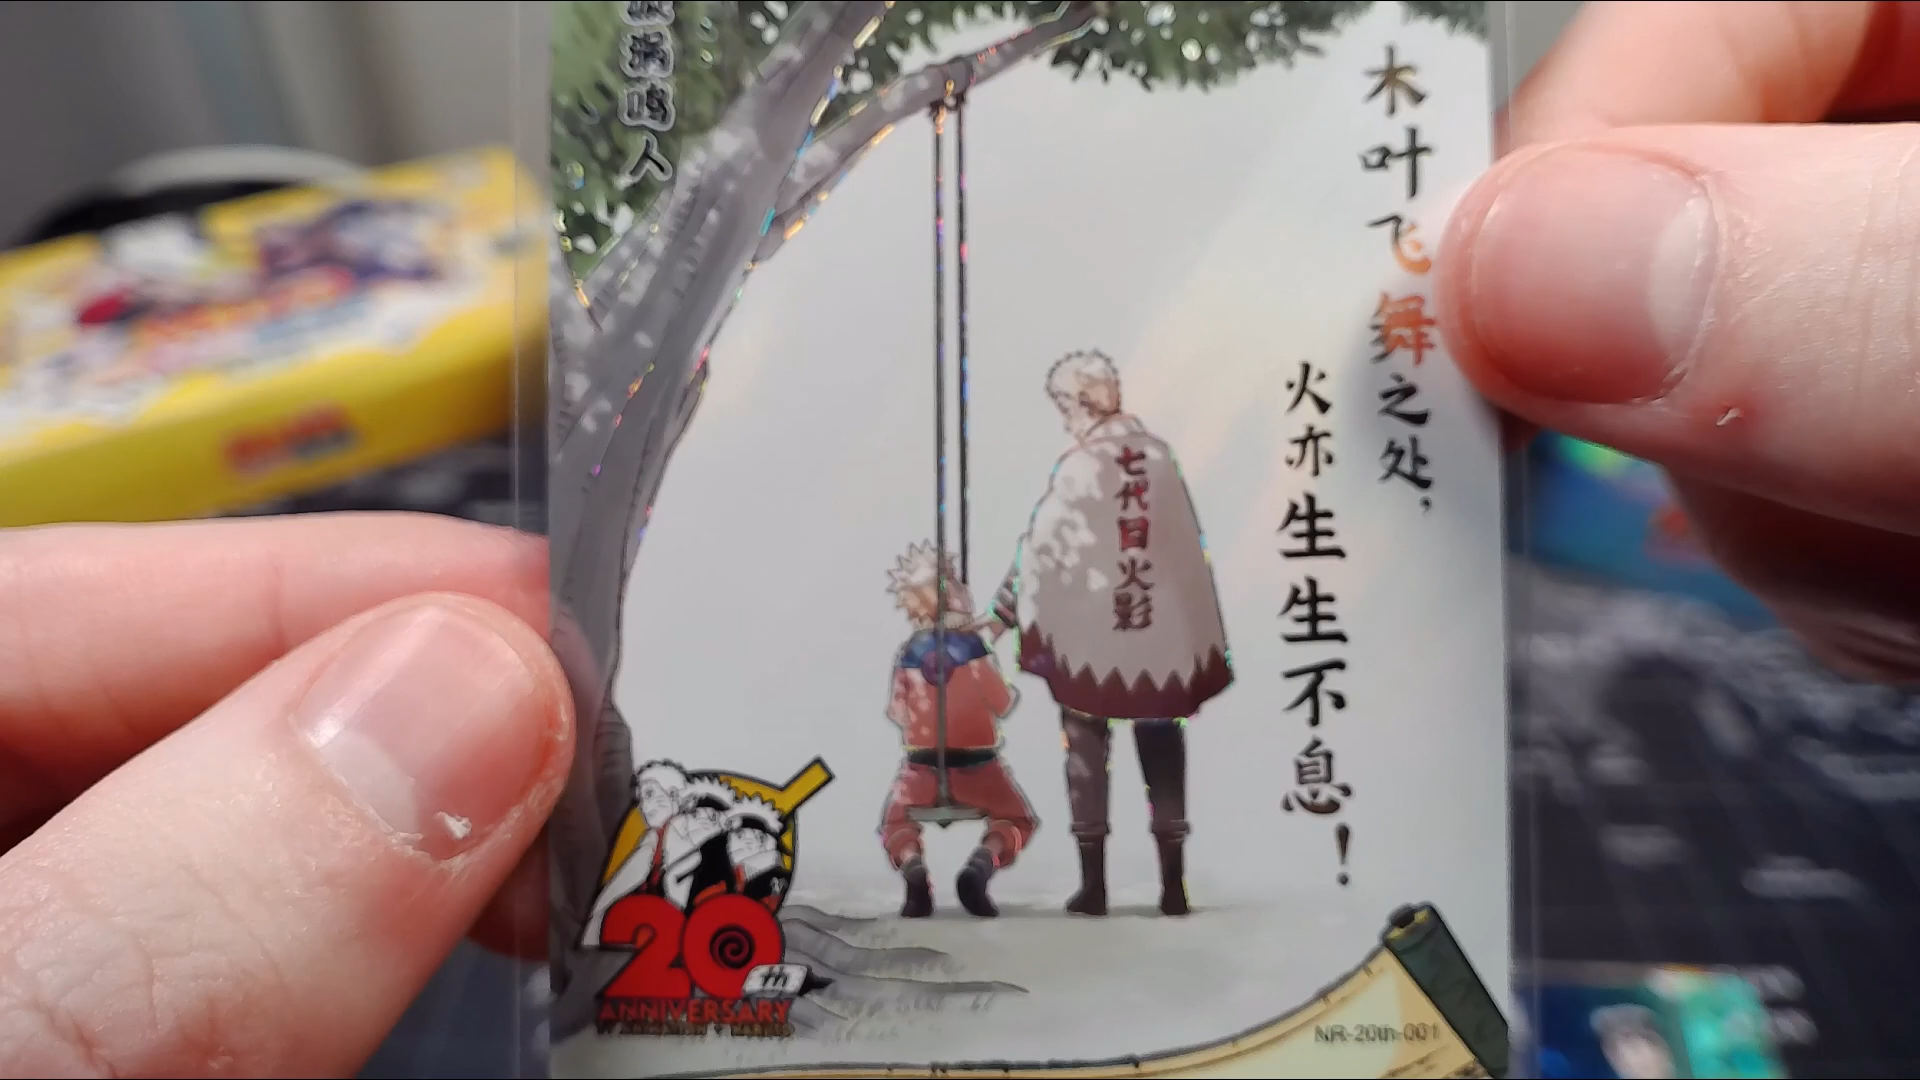 涡鸣人
木叶飞舞之处，
火亦生生不息！
七代目火影
20th
ANNIVERSARY
NR-20th-001